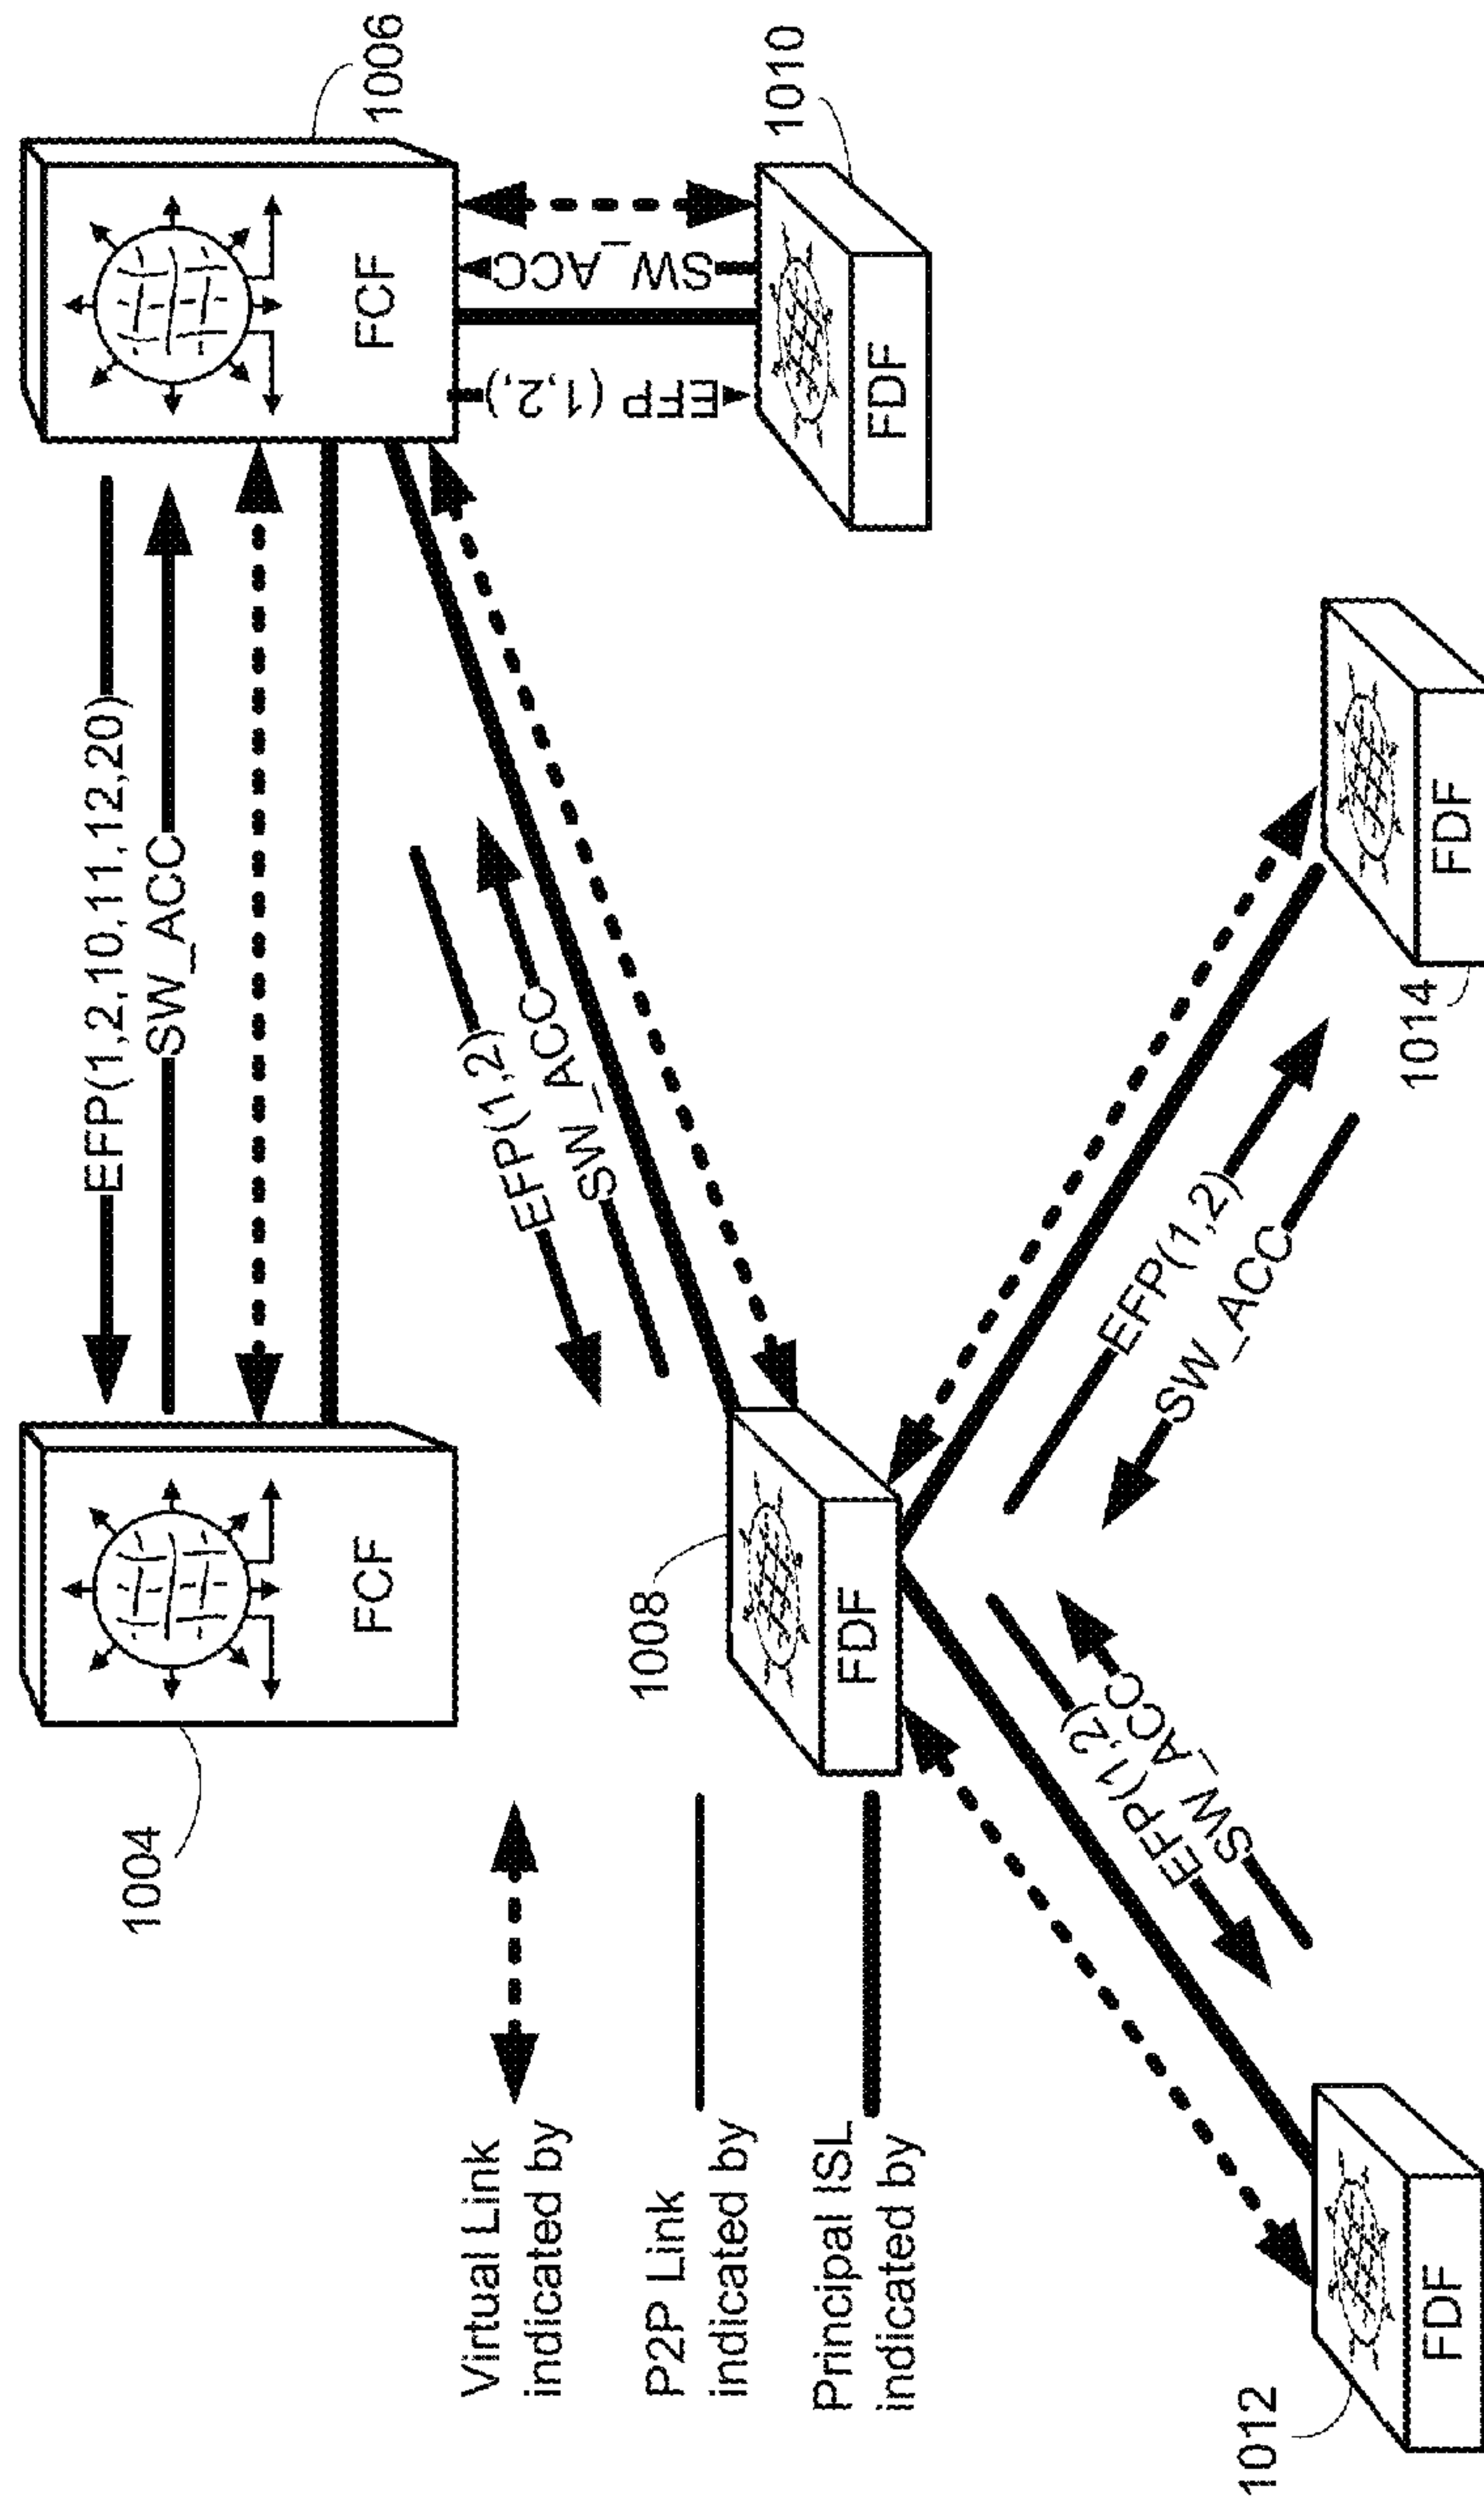 1004
FCF
EFP(1,2,10,11,12,20)
SW_ACC
FCF
1006
Virtual Link
indicated by
P2P Link
indicated by
Principal ISL
indicated by
1008
FDF
EFP(1,2)
SW_ACC
EFP (1,2,)
SW_ACC
1010
FDF
EFP(1,2)
SW_ACC
EFP(1,2)
SW_ACC
1012
FDF
1014
FDF